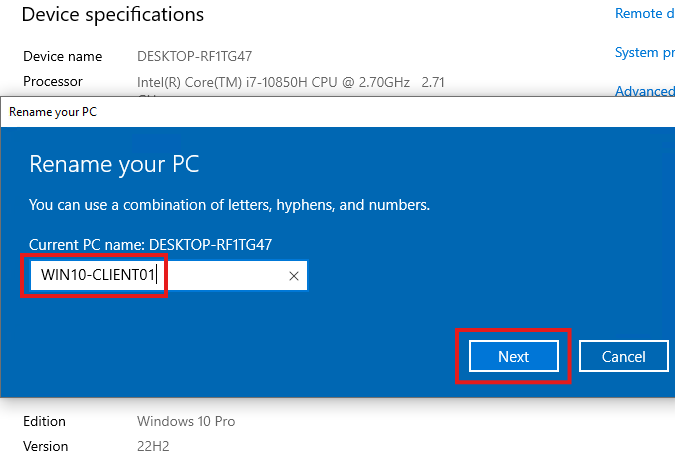 Device specifications
Remote d
Device name DESKTOP-RF1TG47
System pr
Processor Intel(R) Core(TM) i7-10850H CPU @ 2.70GHz 2.71
Advanced
Rename your PC
Rename your PC
You can use a combination of letters, hyphens, and numbers.
Current PC name: DESKTOP-RF1TG47
WIN10-CLIENT01
Next Cancel
Edition Windows 10 Pro
Version 22H2